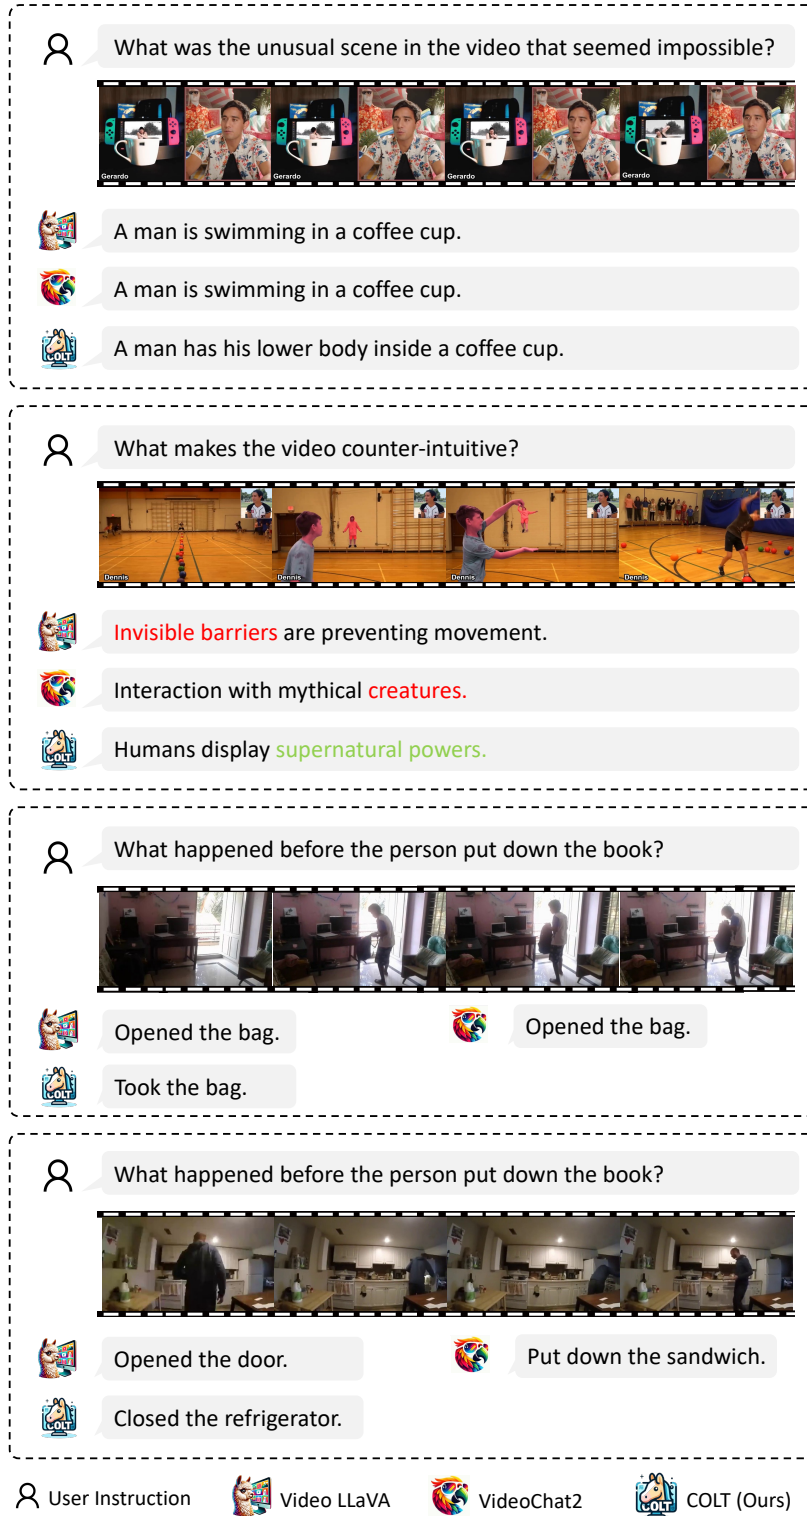 What was the unusual scene in the video that seemed impossible?
Gerardo Gerardo Gerardo Gerardo
A man is swimming in a coffee cup.
A man is swimming in a coffee cup.
COLT
A man has his lower body inside a coffee cup.
What makes the video counter-intuitive?
Dennis Dennis Dennis Dennis
Invisible barriers are preventing movement.
Interaction with mythical creatures.
COLT
Humans display supernatural powers.
What happened before the person put down the book?
Opened the bag.
Opened the bag.
COLT
Took the bag.
What happened before the person put down the book?
Opened the door.
Put down the sandwich.
COLT
Closed the refrigerator.
User Instruction Video LLaVA VideoChat2 COLT COLT (Ours)